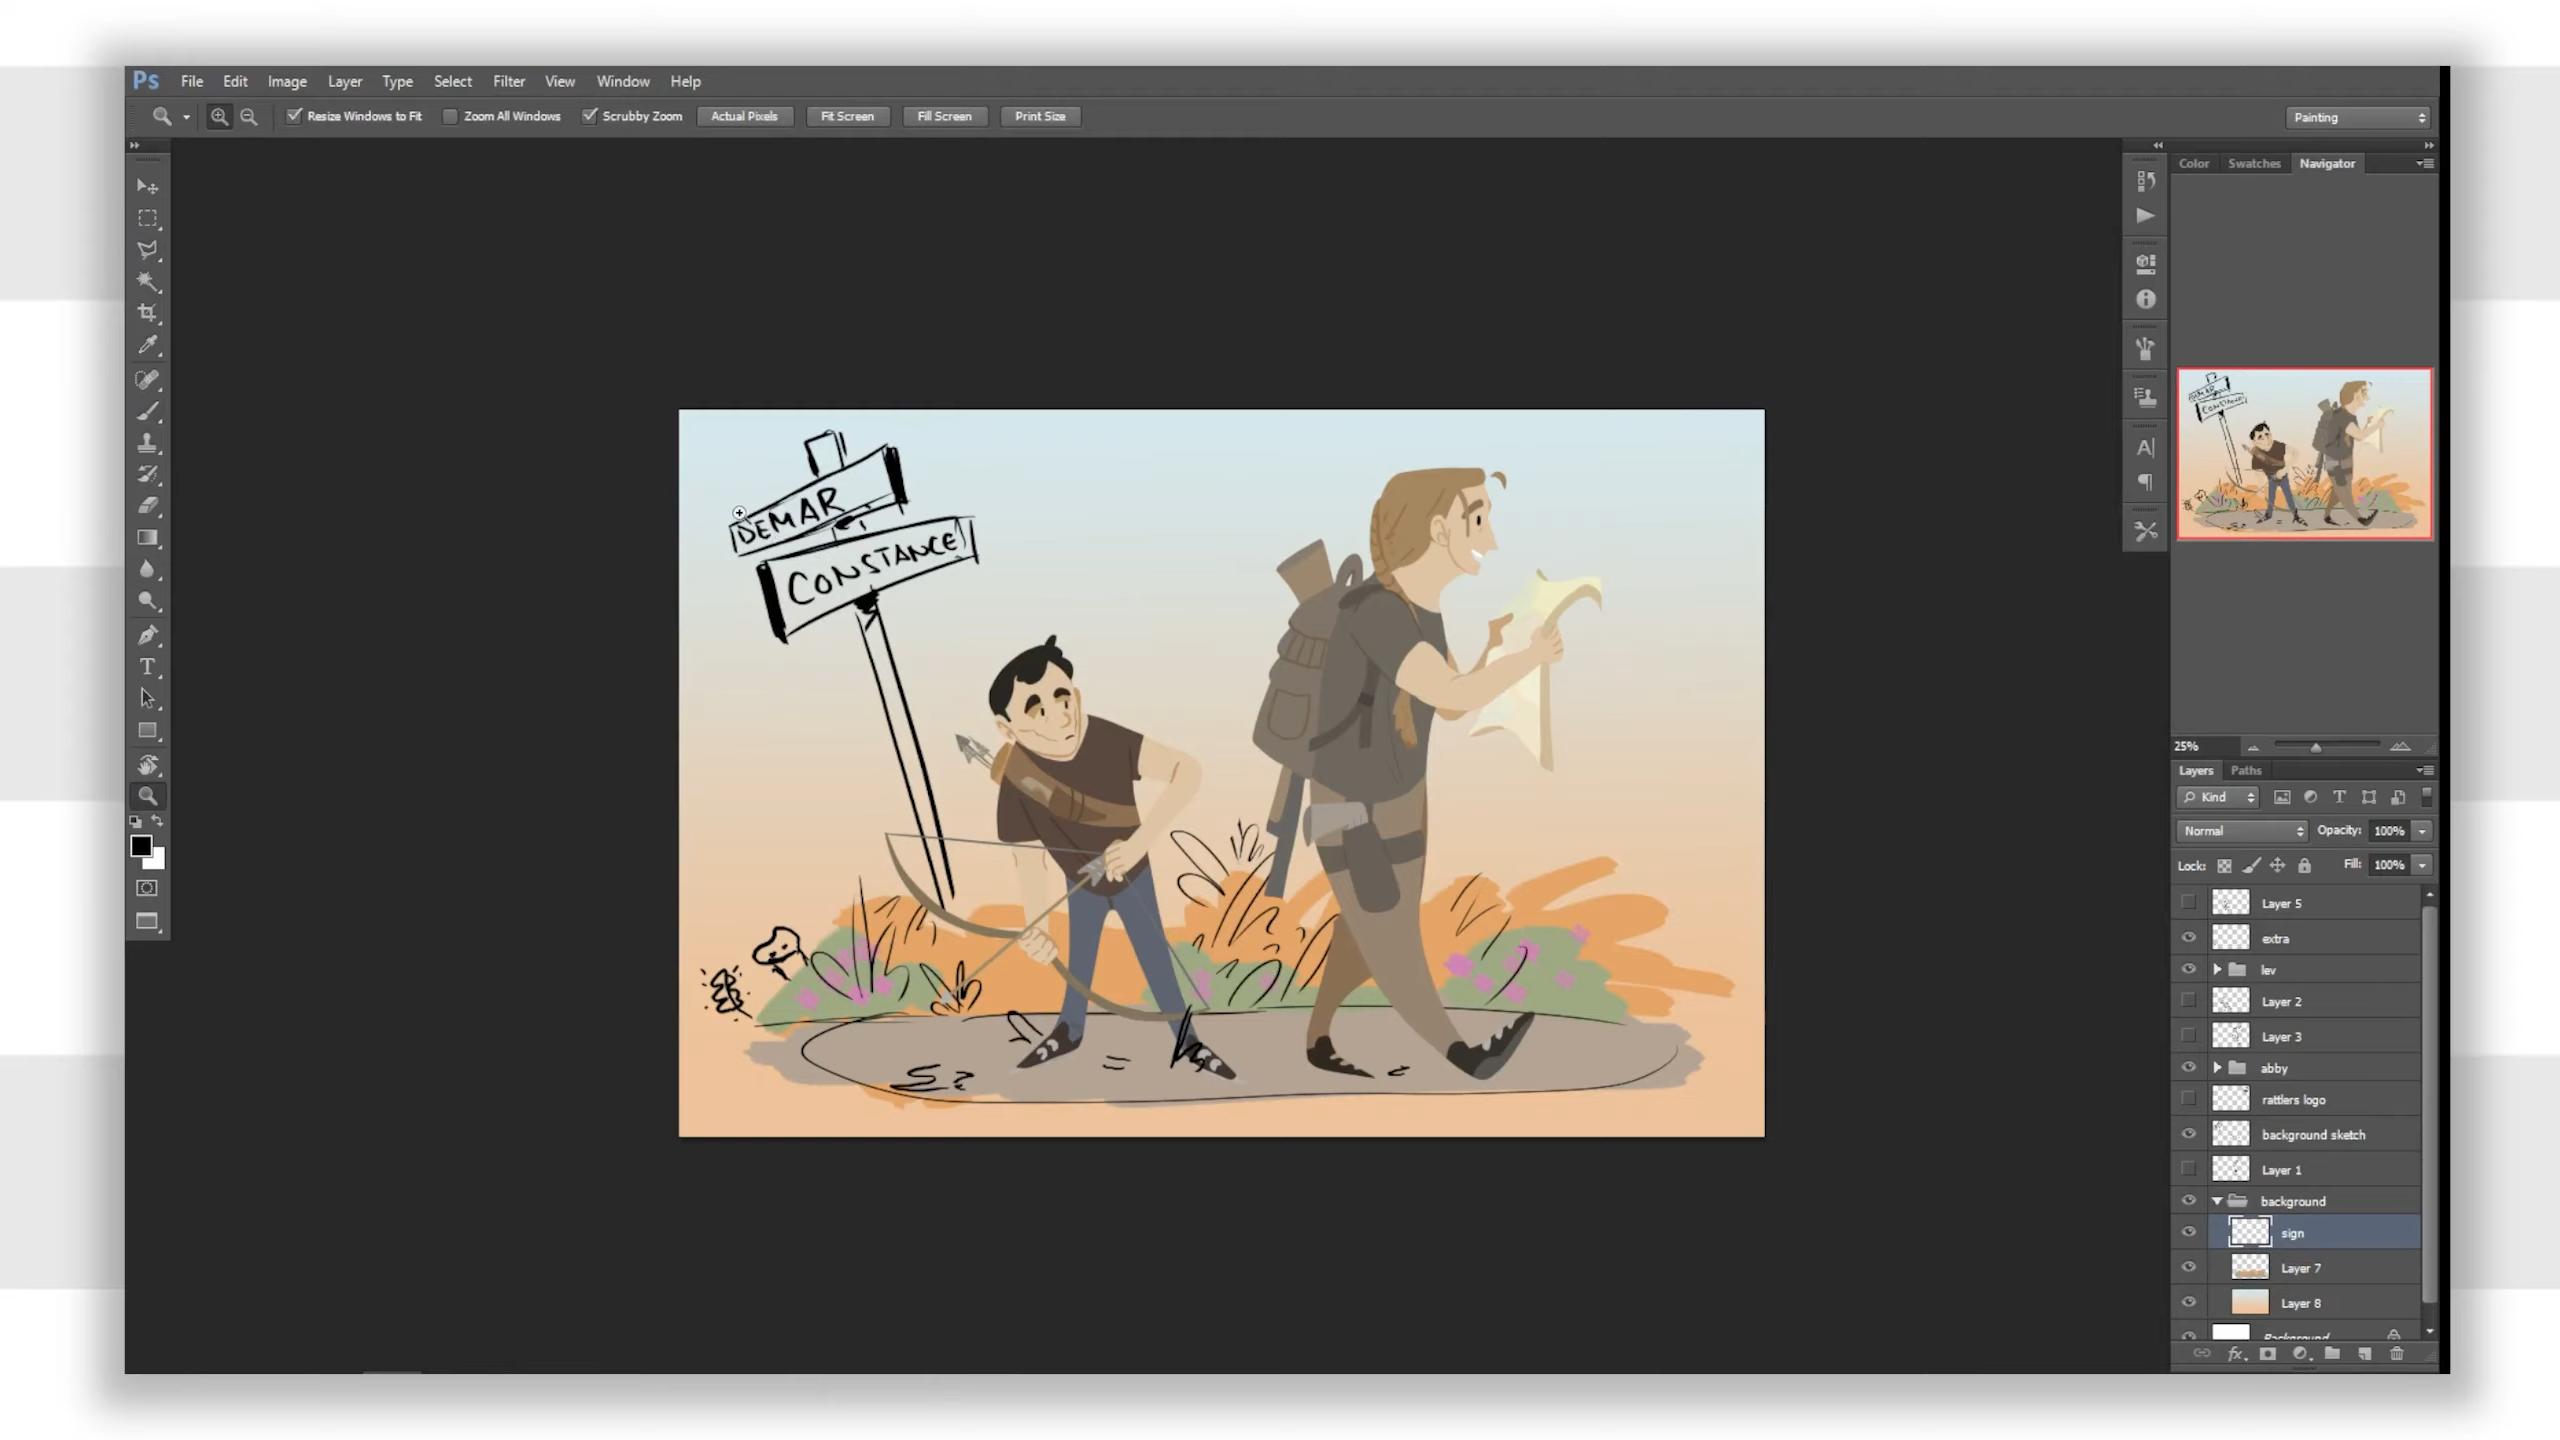 Ps File Edit Image Layer Type Select Filter View Window Help
Resize Windows to Fit Zoom All Windows Scrubby Zoom Actual Pixels Fit Screen Fill Screen Print Size Painting
Color Swatches Navigator
DEMAR
CONSTANCE
25%
Layers Paths
Kind
Normal Opacity: 100%
Lock: Fill: 100%
Layer 5
extra
lev
Layer 2
Layer 3
abby
rattlers logo
background sketch
Layer 1
background
sign
Layer 7
Layer 8
Background